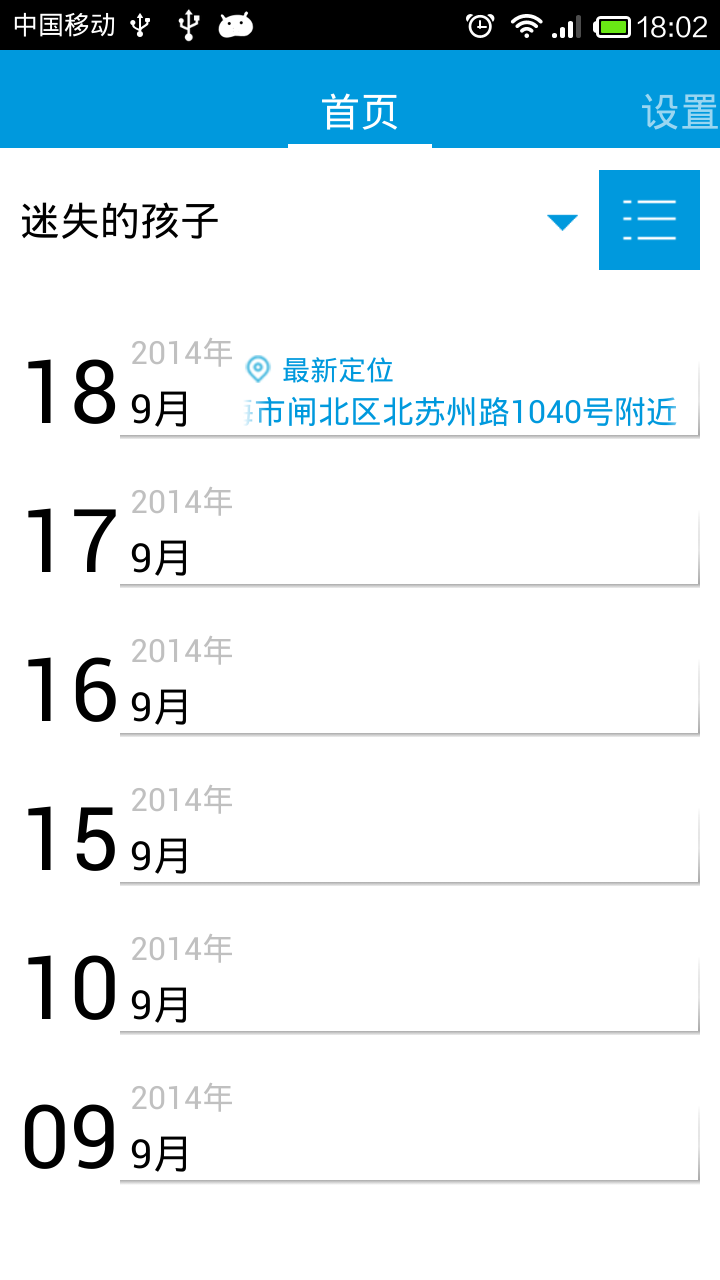 中国移动 18:02
首页 设置
迷失的孩子
18 2014年 9月
最新定位
市闸北区北苏州路1040号附近
17 2014年 9月
16 2014年 9月
15 2014年 9月
10 2014年 9月
09 2014年 9月